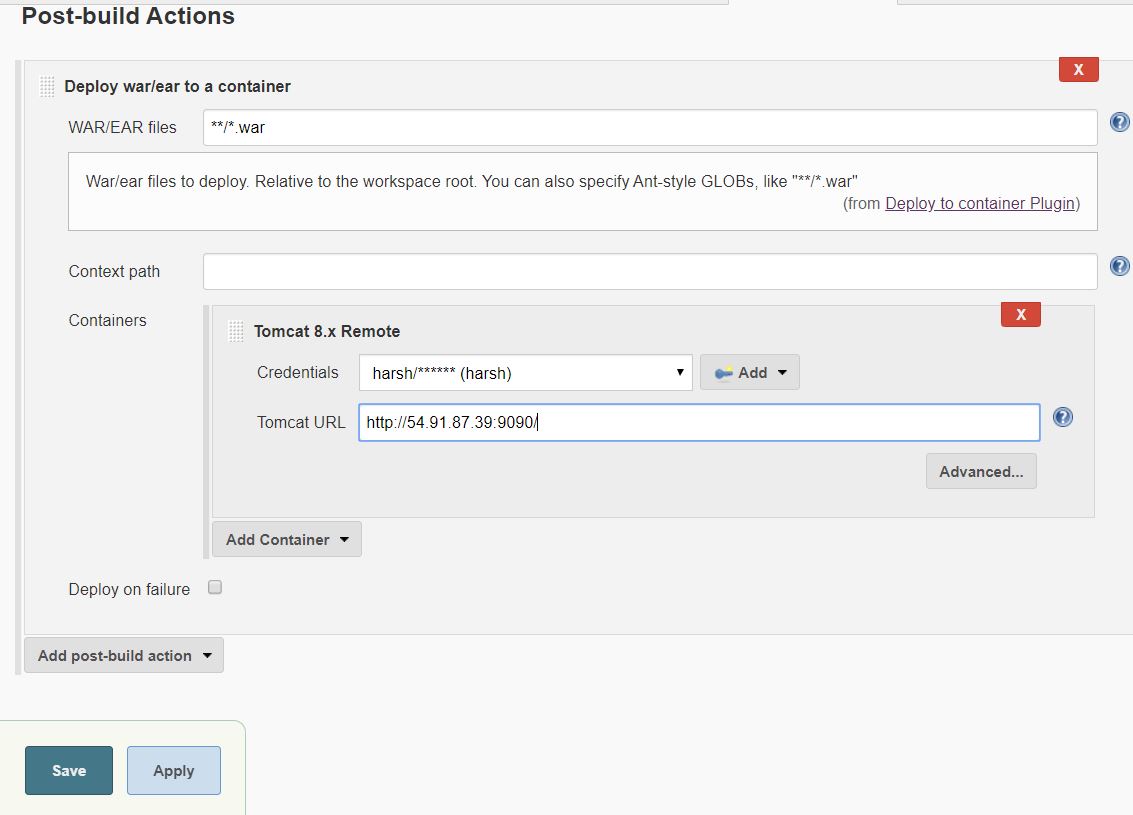 Post-build Actions
X
Deploy war/ear to a container
WAR/EAR files
**/*.war
?
War/ear files to deploy. Relative to the workspace root. You can also specify Ant-style GLOBs, like "**/*.war"
(from Deploy to container Plugin)
Context path
?
Containers
X
Tomcat 8.x Remote
Credentials
harsh/****** (harsh)
Add
Tomcat URL
http://54.91.87.39:9090/
?
Advanced...
Add Container
Deploy on failure
Add post-build action
Save
Apply